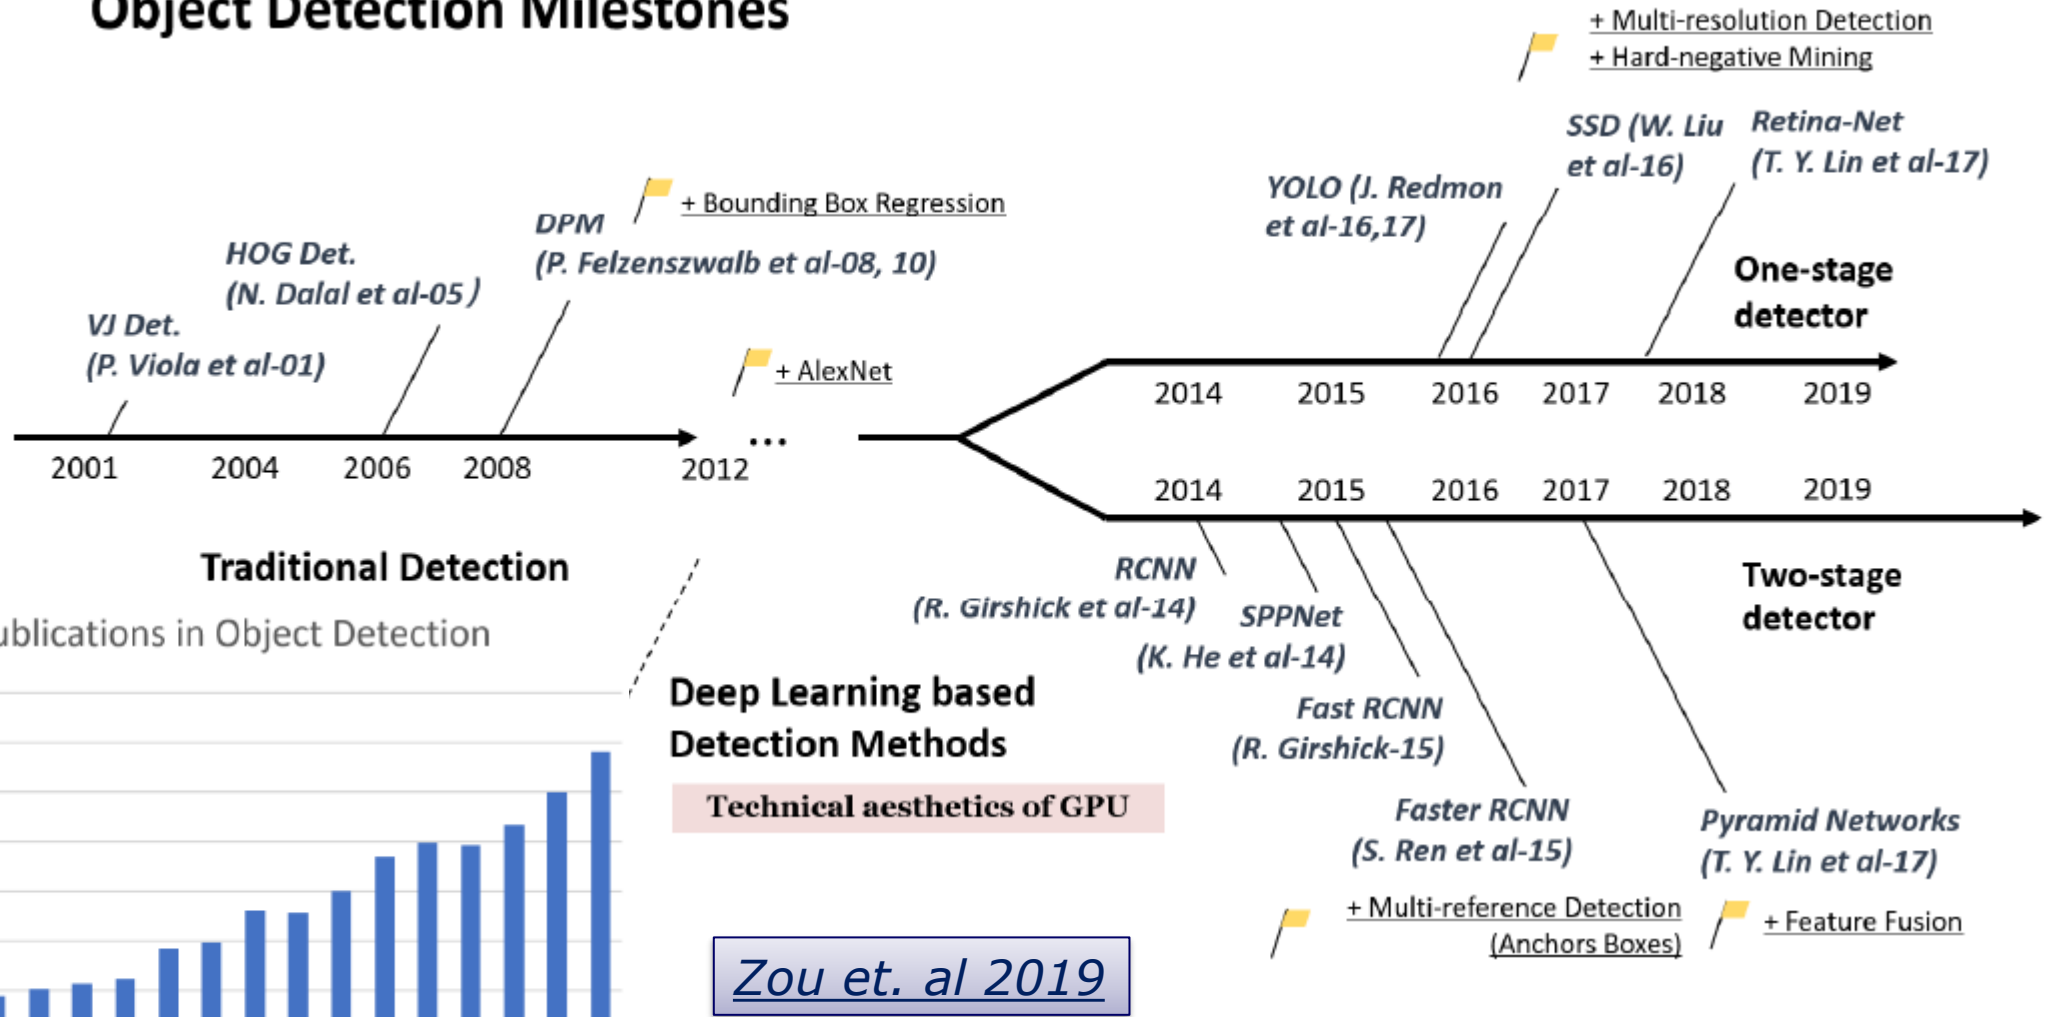 Object Detection Milestones
+ Multi-resolution Detection
+ Hard-negative Mining
SSD (W. Liu
et al-16)
Retina-Net
(T. Y. Lin et al-17)
YOLO (J. Redmon
et al-16,17)
+ Bounding Box Regression
DPM
(P. Felzenszwalb et al-08, 10)
HOG Det.
(N. Dalal et al-05)
VJ Det.
(P. Viola et al-01)
One-stage
detector
+ AlexNet
2014 2015 2016 2017 2018 2019
...
2001 2004 2006 2008 2012
2014 2015 2016 2017 2018 2019
Traditional Detection
Two-stage
detector
RCNN
(R. Girshick et al-14)
SPPNet
(K. He et al-14)
Fast RCNN
(R. Girshick-15)
Faster RCNN
(S. Ren et al-15)
Pyramid Networks
(T. Y. Lin et al-17)
+ Multi-reference Detection
(Anchors Boxes)
+ Feature Fusion
ublications in Object Detection
Deep Learning based
Detection Methods
Technical aesthetics of GPU
Zou et. al 2019